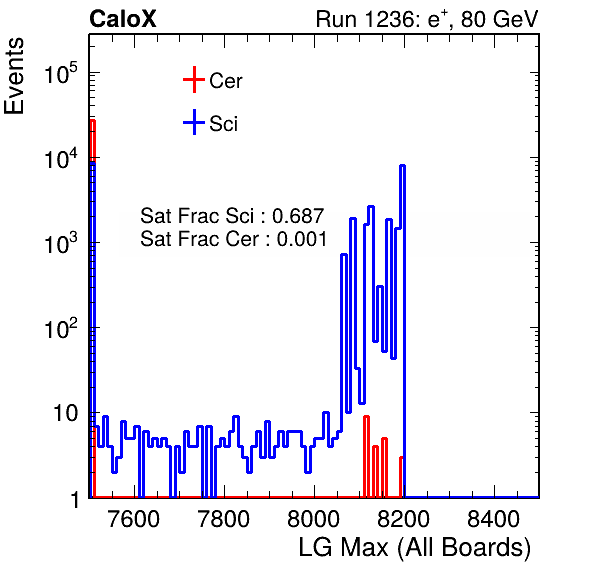 CaloX
Run 1236: e⁺, 80 GeV
Events
Cer
Sci
Sat Frac Sci : 0.687
Sat Frac Cer : 0.001
10⁵
10⁴
10³
10²
10
1
7600 7800 8000 8200 8400
LG Max (All Boards)